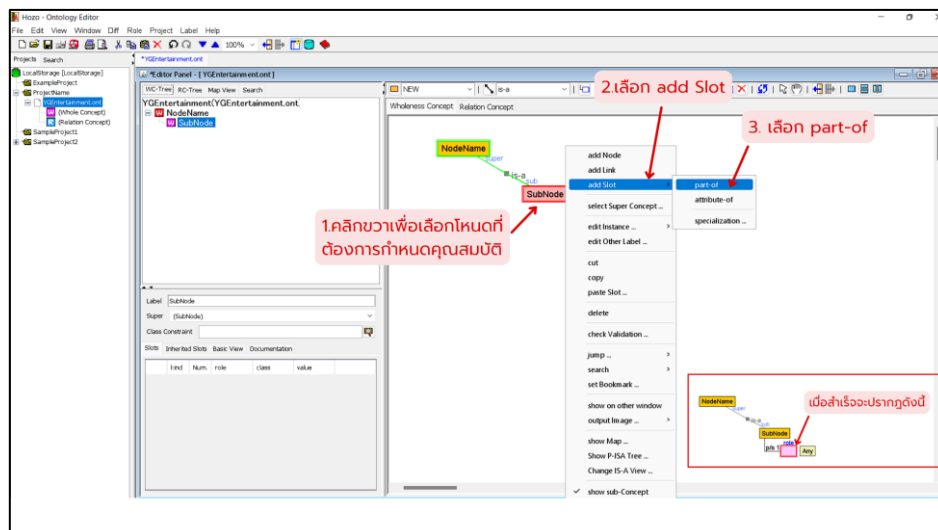 Hozo - Ontology Editor
File Edit View Window Diff Role Project Label Help
100%
Projects Search
*YGEntertainment.ont
LocalStorage [LocalStorage]
ExampleProject
ProjectName
YGEntertainment.ont
W (Whole Concept)
R (Relation Concept)
SampleProject1
SampleProject2
*Editor Panel - [ YGEntertainment.ont]
WC-Tree RC-Tree Map View Search
NEW
is-a
YGEntertainment(YGEntertainment.ont)
W NodeName
W SubNode
Wholeness Concept Relation Concept
2.เลือก add Slot
3. เลือก part-of
NodeName
super
is-a
sub
SubNode
1.คลิกขวาเพื่อเลือกโหนดที่
ต้องการกำหนดคุณสมบัติ
add Node
add Link
add Slot
part-of
attribute-of
specialization ...
select Super Concept ...
edit Instance ...
edit Other Label ...
cut
copy
paste Slot ...
delete
check Validation ...
jump ...
search
set Bookmark ...
show on other window
output Image ...
show Map ...
Show P-ISA Tree ...
Change IS-A View ...
✓ show sub-Concept
Label SubNode
Super (SubNode)
Class Constraint
Slots Inherited Slots Basic View Documentation
kind Num. role class value
เมื่อสำเร็จจะปรากฎดังนี้
NodeName
super
is-a
sub
SubNode
role
p/o 1
Any